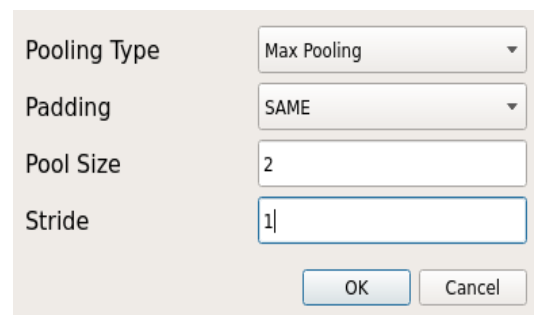 Pooling Type Max Pooling
Padding SAME
Pool Size 2
Stride 1
OK Cancel